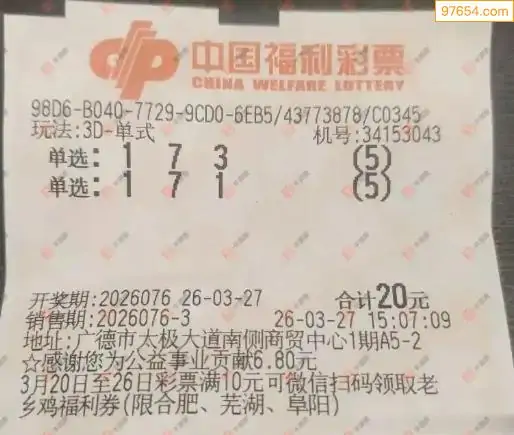 97654.com
中国福利彩票
CHINA WELFARE LOTTERY
98D6-B040-7729-9CD0-6EB5/43773878/C0345
玩法:3D-单式 机号:34153043
单选: 1 7 3 (5)
单选: 1 7 1 (5)
开奖期:2026076 26-03-27 合计20元
销售期:2026076-3 26-03-27 15:07:09
地址:广德市太极大道南侧商贸中心1期A5-2
☆感谢您为公益事业贡献6.80元
3月20日至26日彩票满10元可微信扫码领取老
乡鸡福利券(限合肥、芜湖、阜阳)